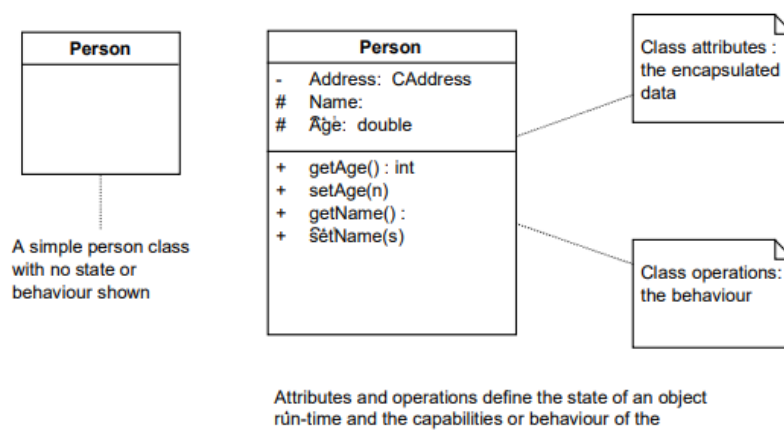 Person
A simple person class
with no state or
behaviour shown
Person
- Address: CAddress
# Name:
# Age: double
+ getAge() : int
+ setAge(n)
+ getName() :
+ setName(s)
Class attributes :
the encapsulated
data
Class operations:
the behaviour
Attributes and operations define the state of an object
run-time and the capabilities or behaviour of the